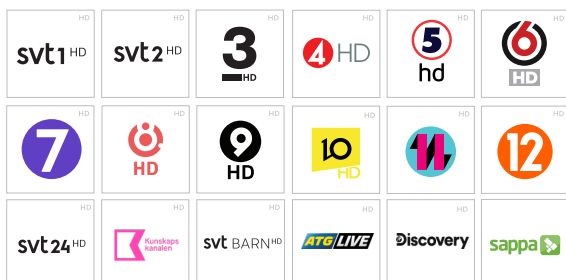 HD HD HD HD HD HD
svt1 HD svt2 HD 3 HD 4 HD 5 hd 6 HD
HD HD HD HD HD HD
7 8 HD 9 HD 10 HD 11 12
HD HD HD HD HD HD
svt24 HD Kunskaps kanalen svt BARN HD ATG LIVE Discovery sappa